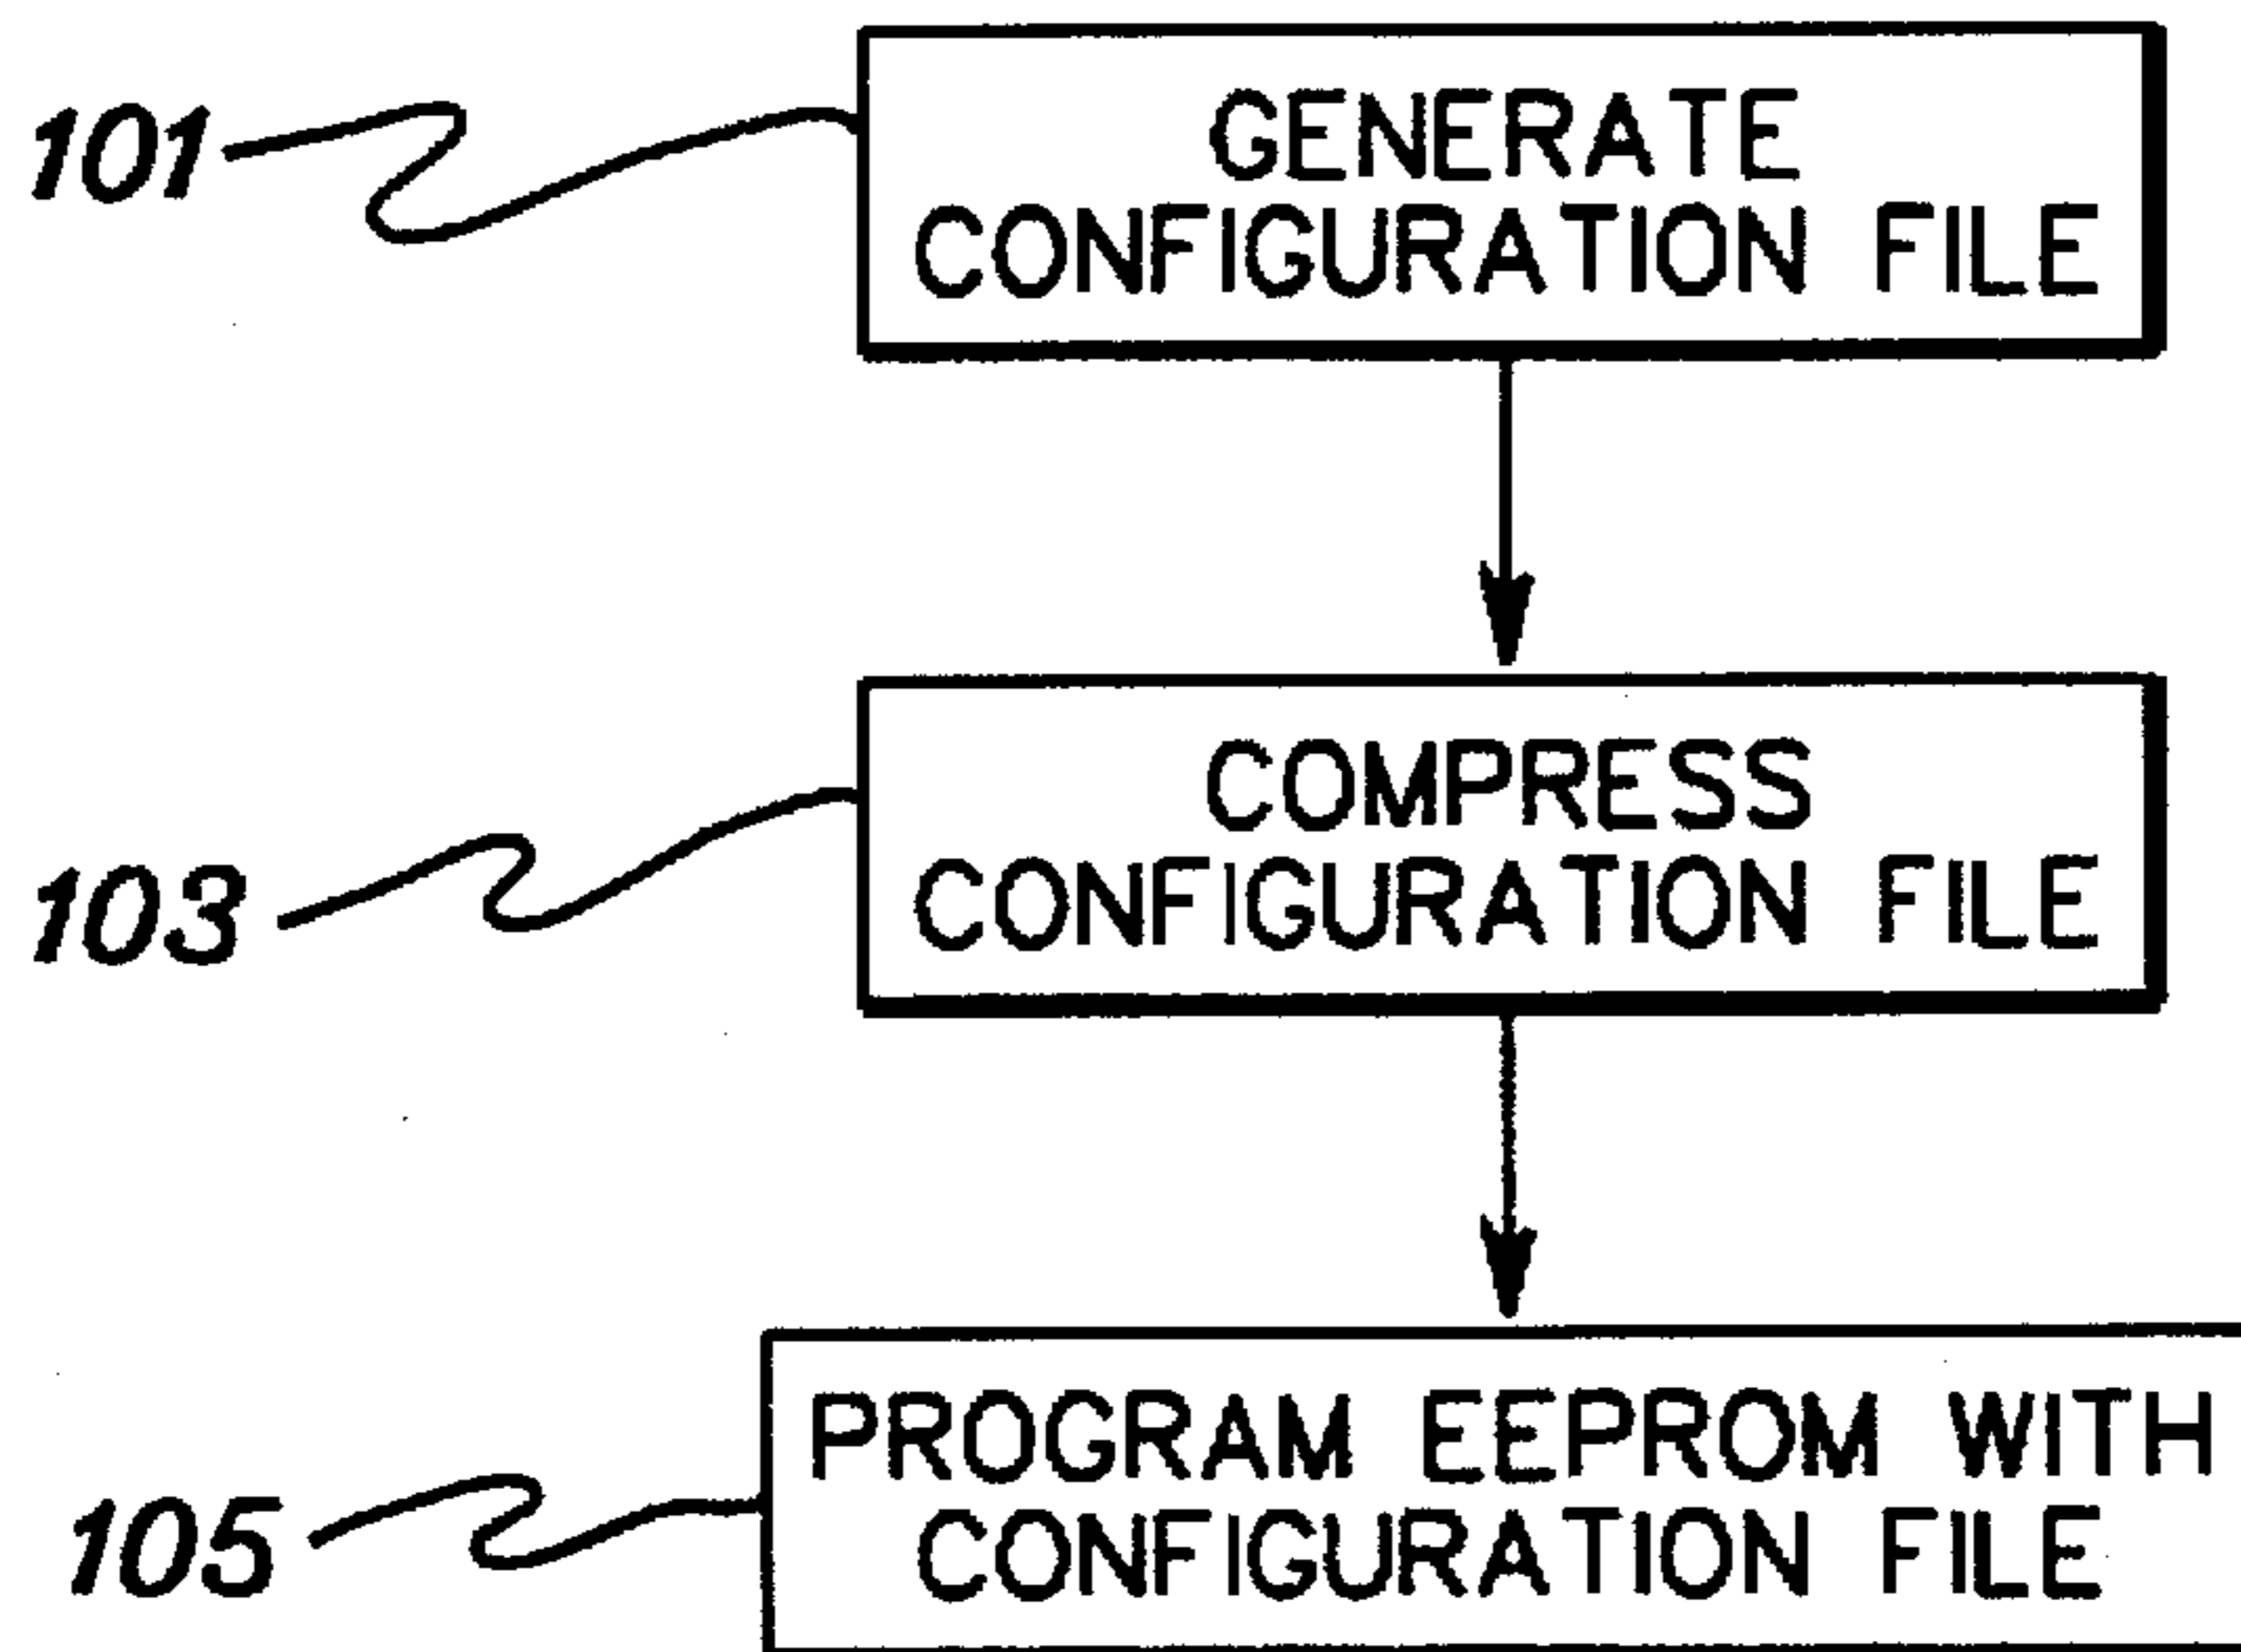 101
GENERATE
CONFIGURATION FILE
103
COMPRESS
CONFIGURATION FILE
105
PROGRAM EEPROM WITH
CONFIGURATION FILE